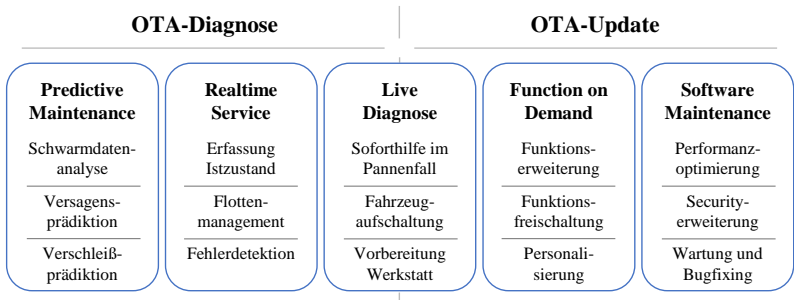 OTA-Diagnose
OTA-Update
Predictive
Maintenance
Schwarmdaten-
analyse
Versagens-
prädiktion
Verschleiß-
prädiktion
Realtime
Service
Erfassung
Istzustand
Flotten-
management
Fehlerdetektion
Live
Diagnose
Soforthilfe im
Pannenfall
Fahrzeug-
aufschaltung
Vorbereitung
Werkstatt
Function on
Demand
Funktions-
erweiterung
Funktions-
freischaltung
Personali-
sierung
Software
Maintenance
Performanz-
optimierung
Security-
erweiterung
Wartung und
Bugfixing